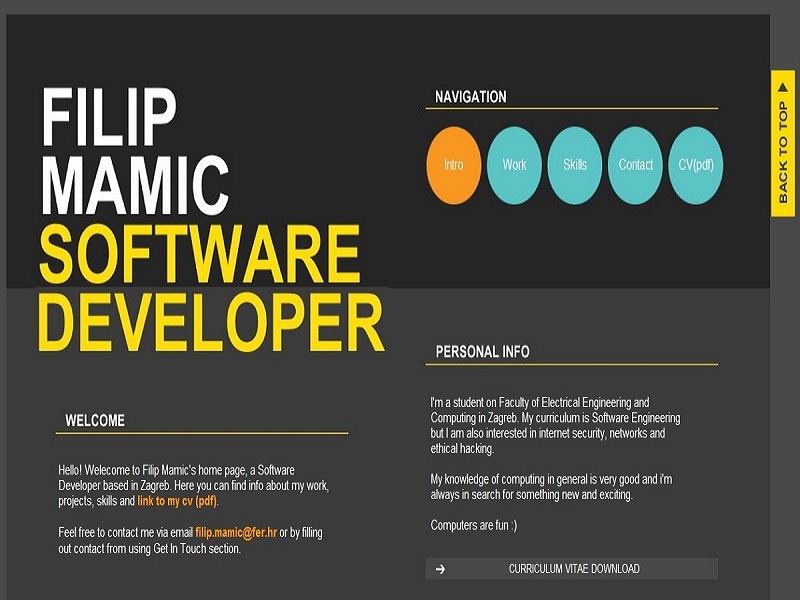 FILIP
MAMIC
SOFTWARE
DEVELOPER
NAVIGATION
Intro
Work
Skills
Contact
CV(pdf)
BACK TO TOP
WELCOME
Hello! Welecome to Filip Mamic's home page, a Software
Developer based in Zagreb. Here you can find info about my work,
projects, skills and link to my cv (pdf).
Feel free to contact me via email filip.mamic@fer.hr or by filling
out contact from using Get In Touch section.
PERSONAL INFO
I'm a student on Faculty of Electrical Engineering and
Computing in Zagreb. My curriculum is Software Engineering
but I am also interested in internet security, networks and
ethical hacking.
My knowledge of computing in general is very good and i'm
always in search for something new and exciting.
Computers are fun :)
CURRICULUM VITAE DOWNLOAD